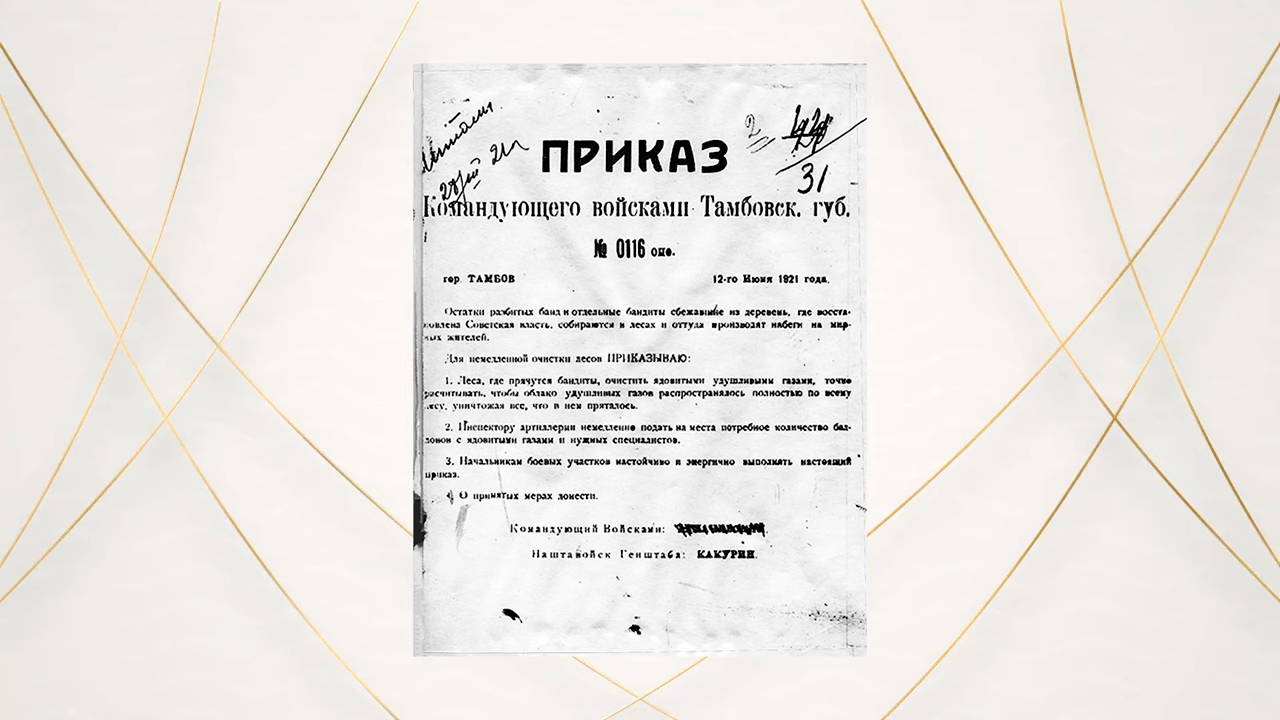 2
31
ПРИКАЗ
Командующего войсками Тамбовск. губ.
№ 0116 опе.
гор. ТАМБОВ 12-го Июня 1921 года.
Остатки разбитых банд и отдельные бандиты сбежавшие из деревень, где восста-
новлена Советская власть, собираются в лесах и оттуда производят набеги на мир-
ных жителей.
Для немедленной очистки лесов ПРИКАЗЫВАЮ:
1. Леса, где прячутся бандиты, очистить ядовитыми удушливыми газами, точно
расчитывать, чтобы облако удушливых газов распространялось полностью по всему
лесу, уничтожая все, что в нем пряталось.
2. Инспектору артиллерии немедленно подать на места потребное количество бал-
лонов с ядовитыми газами и нужных специалистов.
3. Начальникам боевых участков настойчиво и энергично выполнять настоящий
приказ.
4. О принятых мерах донести.
Командующий Войсками:
Наштавойск Генштаба: КАКУРИН.